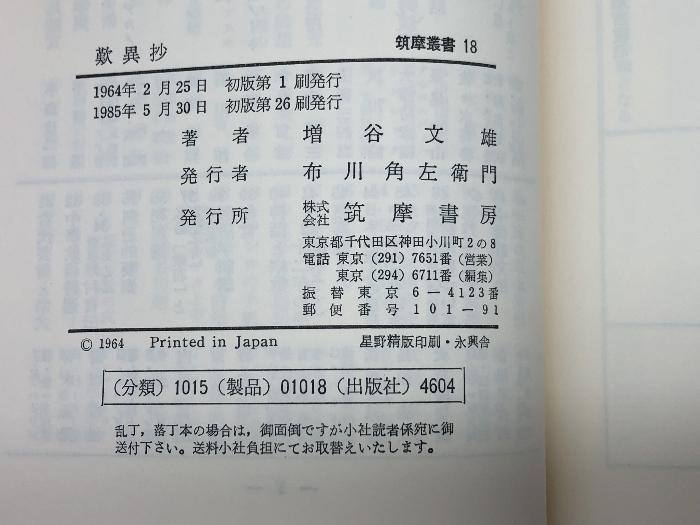 歎異抄　筑摩叢書 18
1964年 2 月 25 日　初版第 1 刷発行
1985年 5 月 30 日　初版第 26 刷発行
著者　増谷文雄
発行者　布川角左衛門
発行所　株式会社 筑摩書房
東京都千代田区神田小川町2の8
電話 東京 (291) 7651番 (営業)
東京 (294) 6711番 (編集)
振替東京 6－4123番
郵便番号 101－91
© 1964　Printed in Japan　星野精版印刷・永興舎
(分類) 1015 (製品) 01018 (出版社) 4604
乱丁，落丁本の場合は，御面倒ですが小社読者係宛に御
送付下さい。送料小社負担にてお取替えいたします。